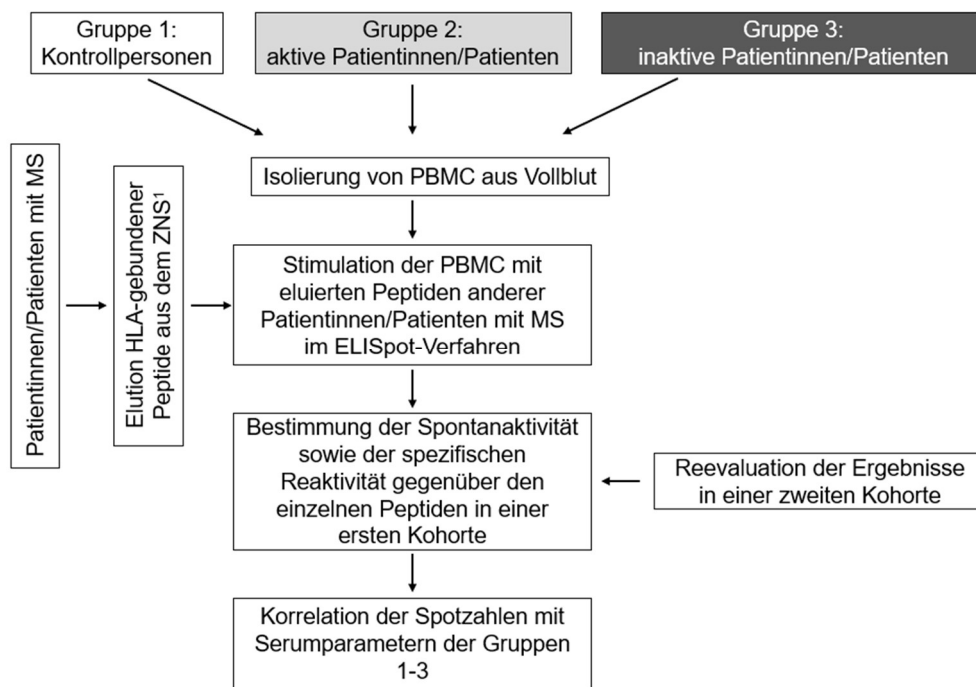 Gruppe 1:
Kontrollpersonen
Gruppe 2:
aktive Patientinnen/Patienten
Gruppe 3:
inaktive Patientinnen/Patienten
Isolierung von PBMC aus Vollblut
Patientinnen/Patienten mit MS
Elution HLA-gebundener
Peptide aus dem ZNS¹
Stimulation der PBMC mit
eluierten Peptiden anderer
Patientinnen/Patienten mit MS
im ELISpot-Verfahren
Bestimmung der Spontanaktivität
sowie der spezifischen
Reaktivität gegenüber den
einzelnen Peptiden in einer
ersten Kohorte
Reevaluation der Ergebnisse
in einer zweiten Kohorte
Korrelation der Spotzahlen mit
Serumparametern der Gruppen
1-3